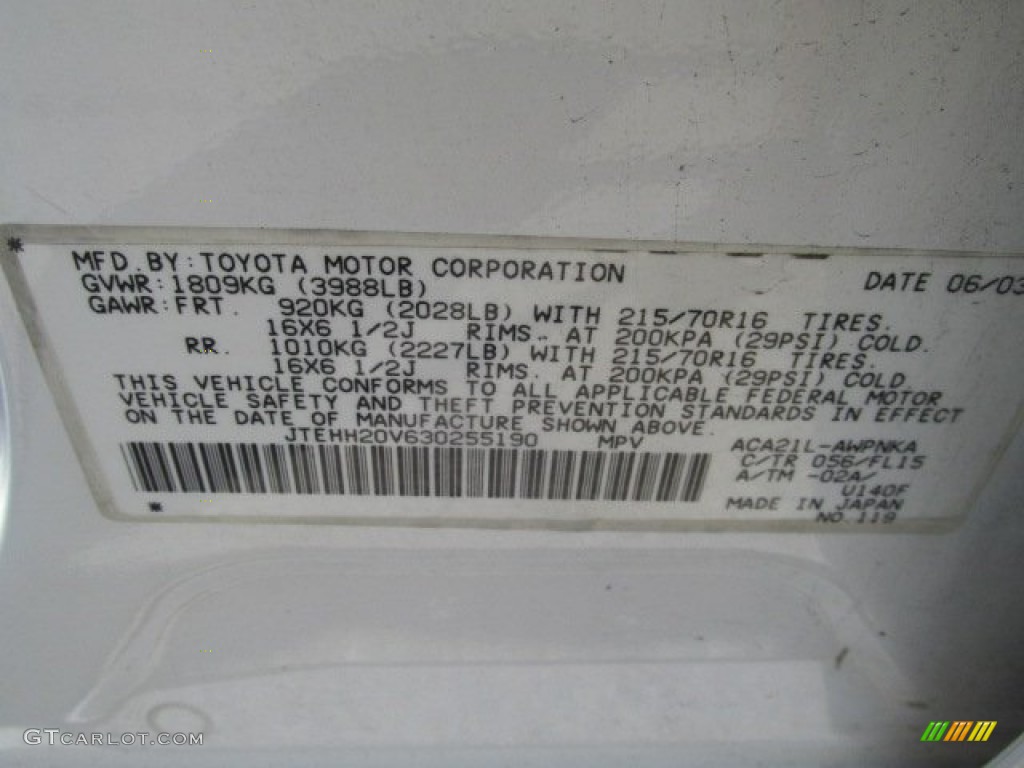 MFD. BY: TOYOTA MOTOR CORPORATION DATE 06/03
GVWR: 1809KG (3988LB)
GAWR: FRT. 920KG (2028LB) WITH 215/70R16 TIRES.
16X6 1/2J RIMS. AT 200KPA (29PSI) COLD.
RR. 1010KG (2227LB) WITH 215/70R16 TIRES.
16X6 1/2J RIMS. AT 200KPA (29PSI) COLD
THIS VEHICLE CONFORMS TO ALL APPLICABLE FEDERAL MOTOR
VEHICLE SAFETY AND THEFT PREVENTION STANDARDS IN EFFECT
ON THE DATE OF MANUFACTURE SHOWN ABOVE.
JTEHH20V630255190 MPV ACA21L-AWPNKA
C/TR 056/FL15
A/TM -02A/
U140F
MADE IN JAPAN
NO.119
GTCARLOT.COM